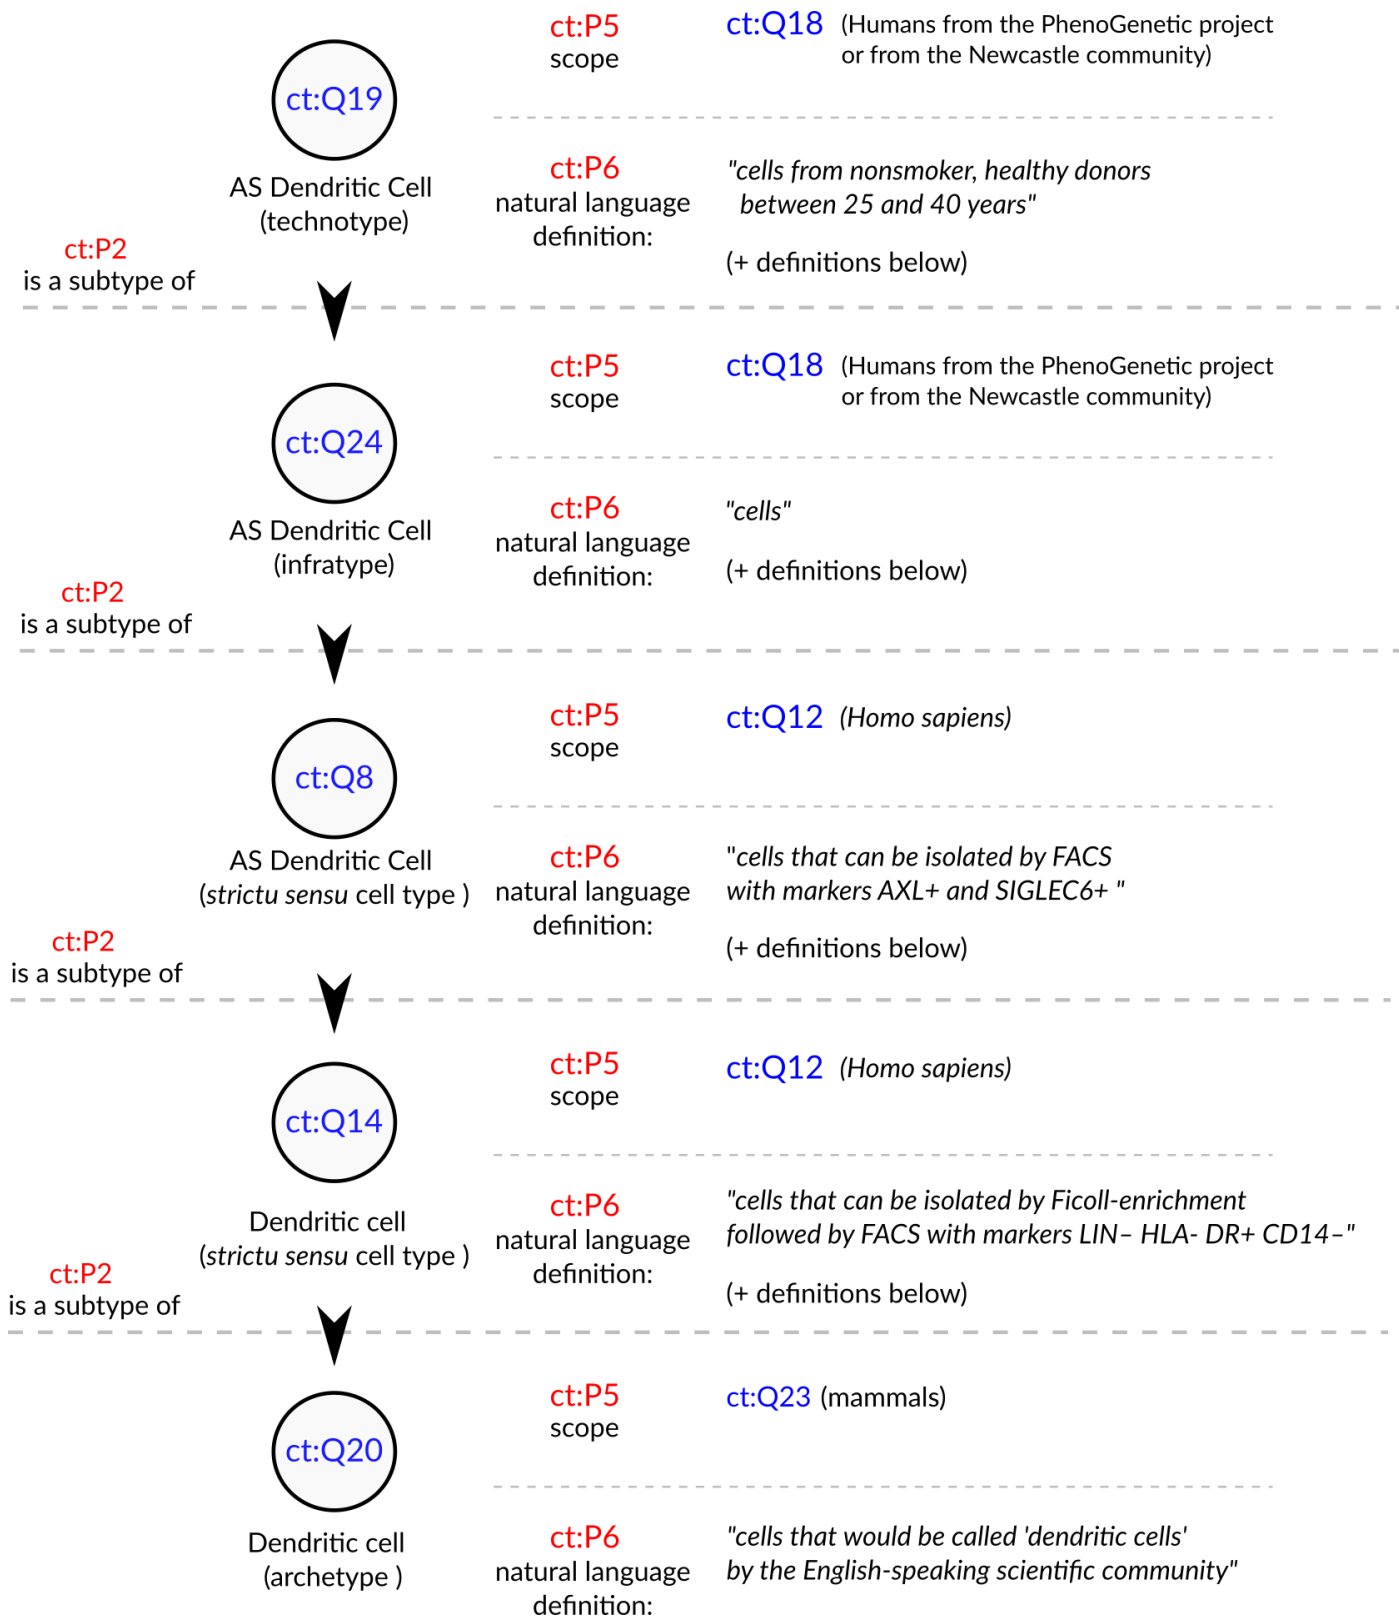 ct:P5
scope
ct:Q18 (Humans from the PhenoGenetic project
or from the Newcastle community)
ct:Q19
AS Dendritic Cell
(technotype)
ct:P6
natural language
definition:
"cells from nonsmoker, healthy donors
between 25 and 40 years"
(+ definitions below)
ct:P2
is a subtype of
ct:P5
scope
ct:Q18 (Humans from the PhenoGenetic project
or from the Newcastle community)
ct:Q24
AS Dendritic Cell
(infratype)
ct:P6
natural language
definition:
"cells"
(+ definitions below)
ct:P2
is a subtype of
ct:P5
scope
ct:Q12 (Homo sapiens)
ct:Q8
AS Dendritic Cell
(strictu sensu cell type )
ct:P6
natural language
definition:
"cells that can be isolated by FACS
with markers AXL+ and SIGLEC6+ "
(+ definitions below)
ct:P2
is a subtype of
ct:P5
scope
ct:Q12 (Homo sapiens)
ct:Q14
Dendritic cell
(strictu sensu cell type )
ct:P6
natural language
definition:
"cells that can be isolated by Ficoll-enrichment
followed by FACS with markers LIN– HLA- DR+ CD14–"
(+ definitions below)
ct:P2
is a subtype of
ct:P5
scope
ct:Q23 (mammals)
ct:Q20
Dendritic cell
(archetype )
ct:P6
natural language
definition:
"cells that would be called 'dendritic cells'
by the English-speaking scientific community"